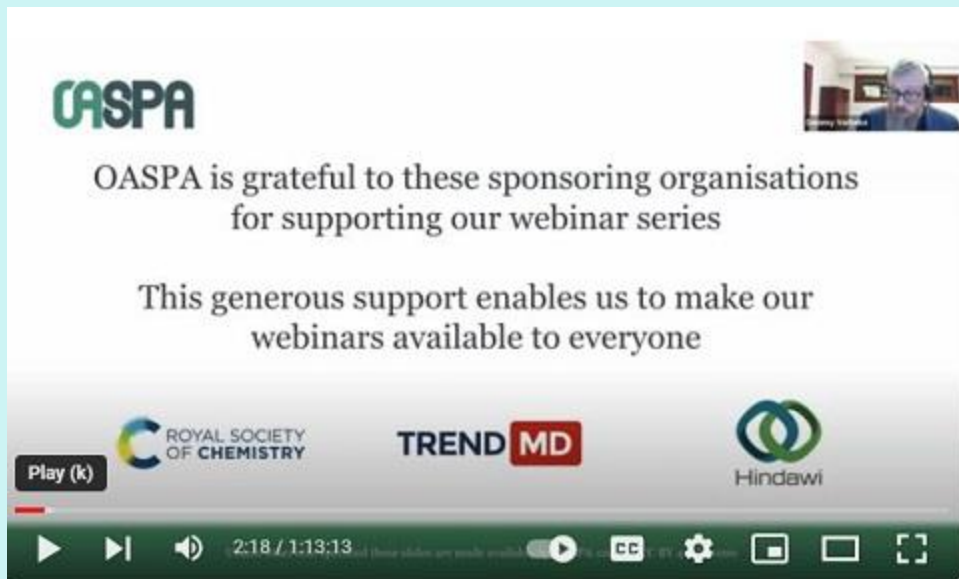 OASPA
OASPA is grateful to these sponsoring organisations
for supporting our webinar series
This generous support enables us to make our
webinars available to everyone
ROYAL SOCIETY
OF CHEMISTRY
TREND MD
Hindawi
Play (k)
2:18 / 1:13:13
CC